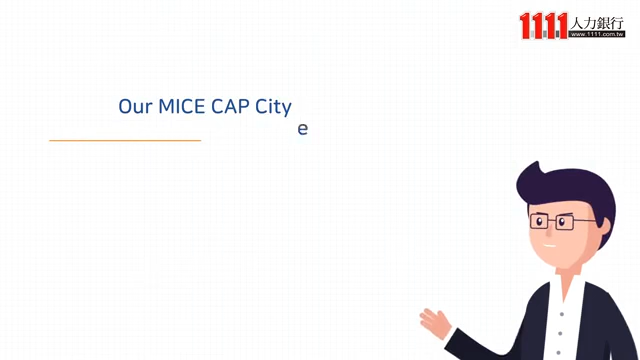 1111人力銀行
www.1111.com.tw
Our MICE CAP City
e